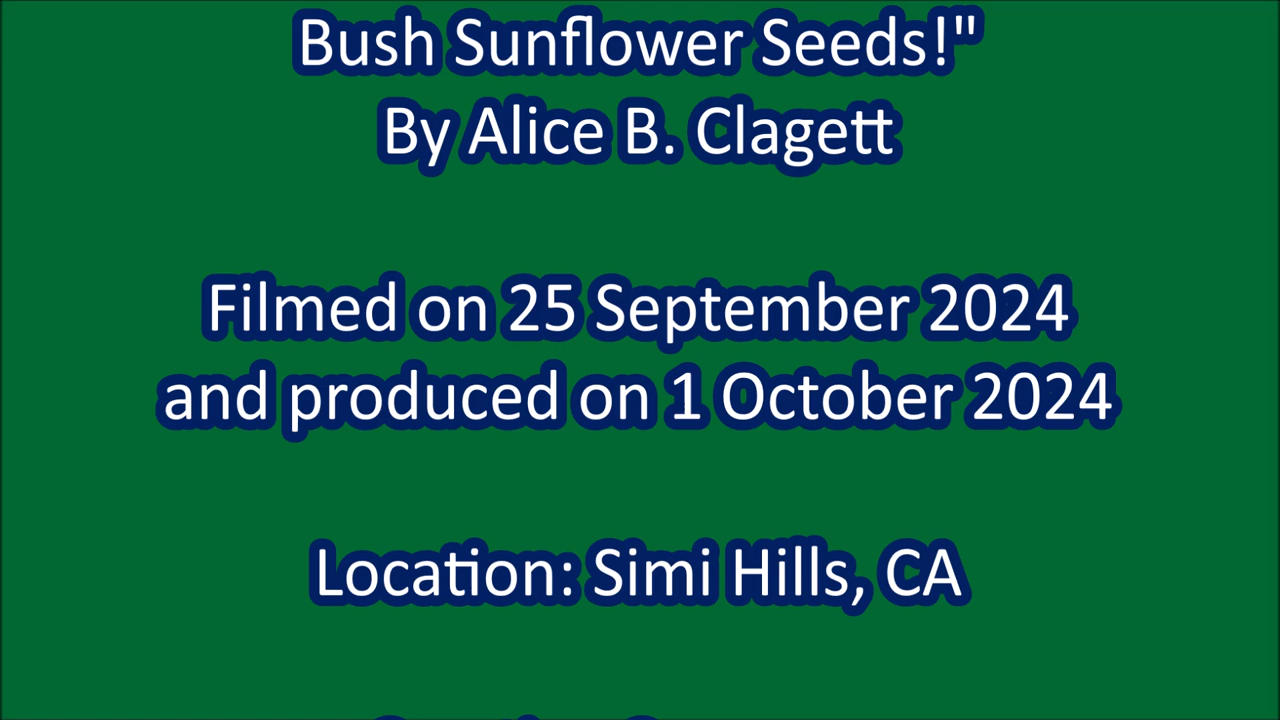 Bush Sunflower Seeds!"
By Alice B. Clagett
Filmed on 25 September 2024
and produced on 1 October 2024
Location: Simi Hills, CA